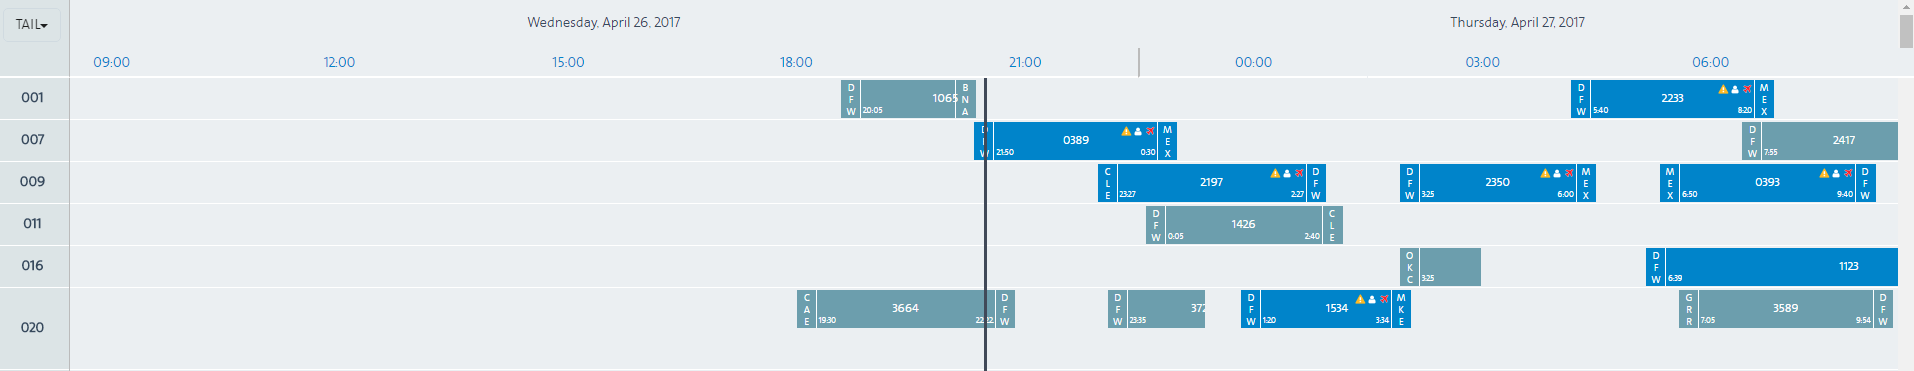 TAIL
Wednesday, April 26, 2017
Thursday, April 27, 2017
09:00 12:00 15:00 18:00 21:00 00:00 03:00 06:00
001
DFW 20:05 1065 BNA
DFW 5:40 2233 8:20 MEX
007
DFW 21:50 0389 0:30 MEX
DFW 7:55 2417
009
CLE 23:27 2197 2:27 DFW
DFW 3:25 2350 6:00 MEX
MEX 6:50 0393 9:40 DFW
011
DFW 0:05 1426 2:40 CLE
016
OKC 3:25
DFW 6:39 1123
020
CAE 19:30 3664 22:22 DFW
DFW 23:35 372
DFW 1:20 1534 3:34 MKE
GRR 7:05 3589 9:54 DFW